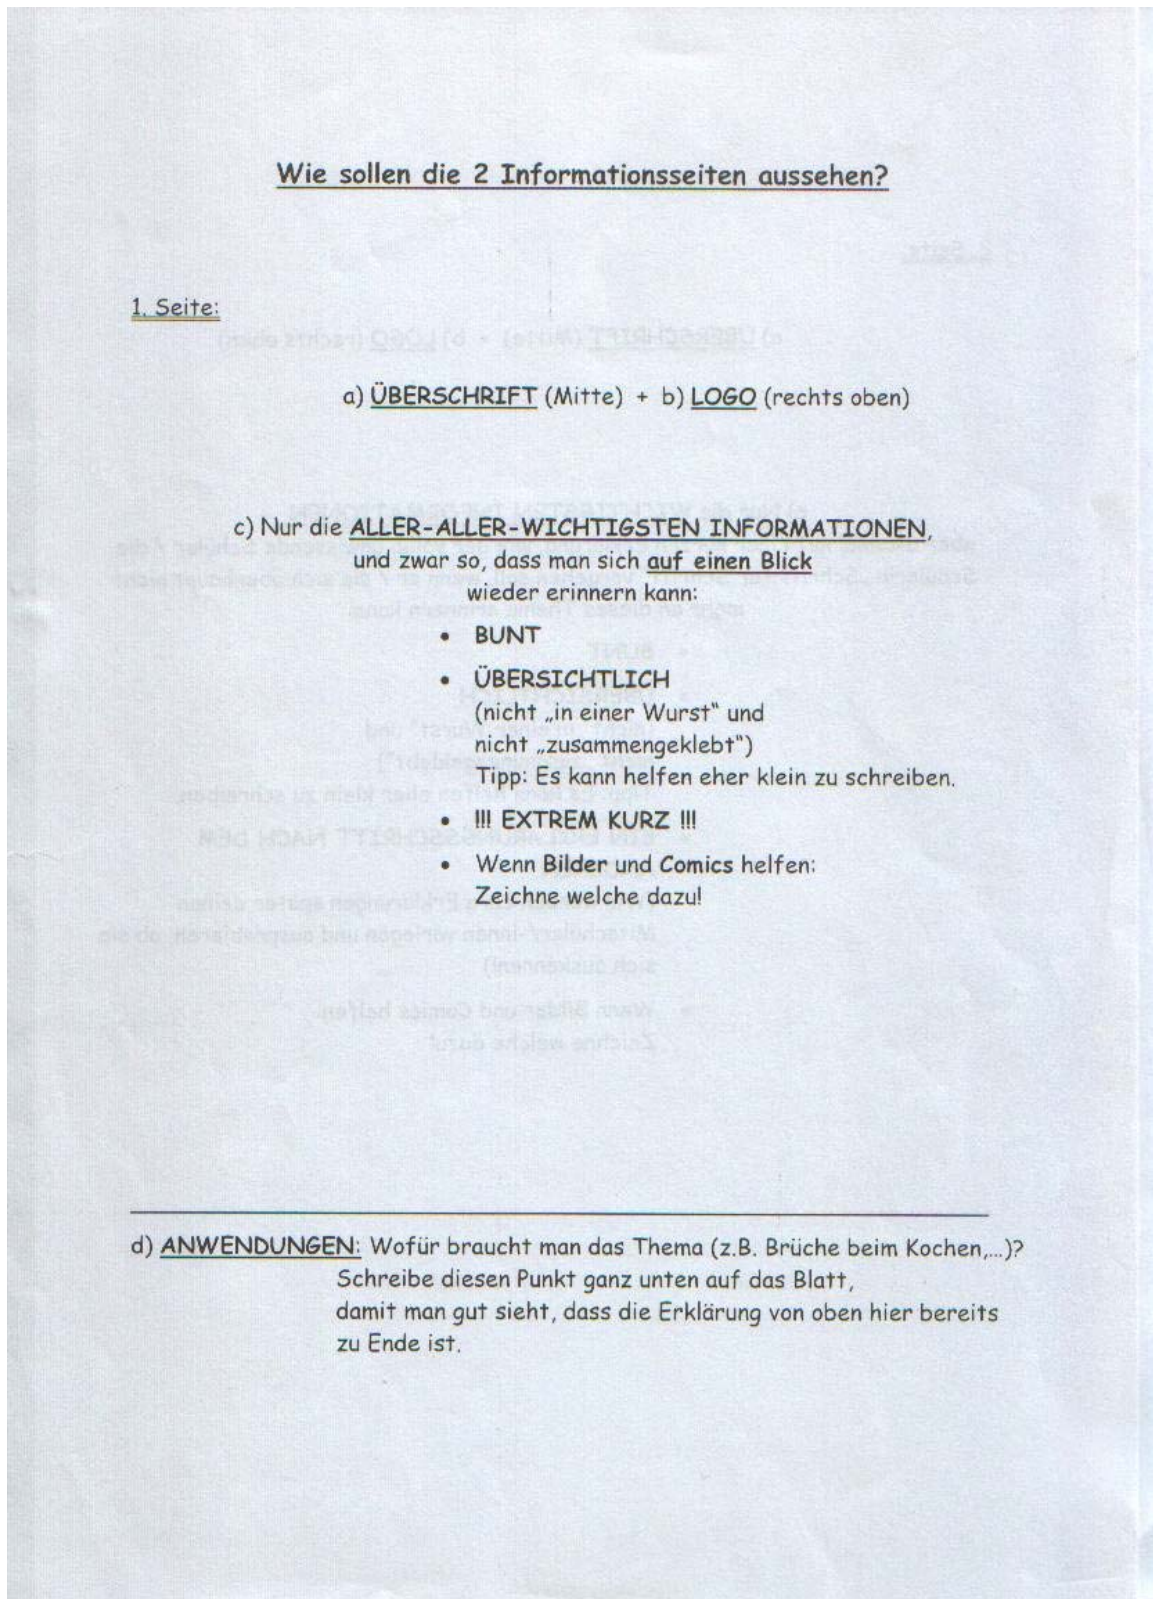 Wie sollen die 2 Informationsseiten aussehen?
1. Seite:
a) ÜBERSCHRIFT (Mitte) + b) LOGO (rechts oben)
c) Nur die ALLER-ALLER-WICHTIGSTEN INFORMATIONEN,
und zwar so, dass man sich auf einen Blick
wieder erinnern kann:
• BUNT
• ÜBERSICHTLICH
(nicht „in einer Wurst" und
nicht „zusammengeklebt")
Tipp: Es kann helfen eher klein zu schreiben.
• !!! EXTREM KURZ !!!
• Wenn Bilder und Comics helfen:
Zeichne welche dazu!
d) ANWENDUNGEN: Wofür braucht man das Thema (z.B. Brüche beim Kochen,...)?
Schreibe diesen Punkt ganz unten auf das Blatt,
damit man gut sieht, dass die Erklärung von oben hier bereits
zu Ende ist.